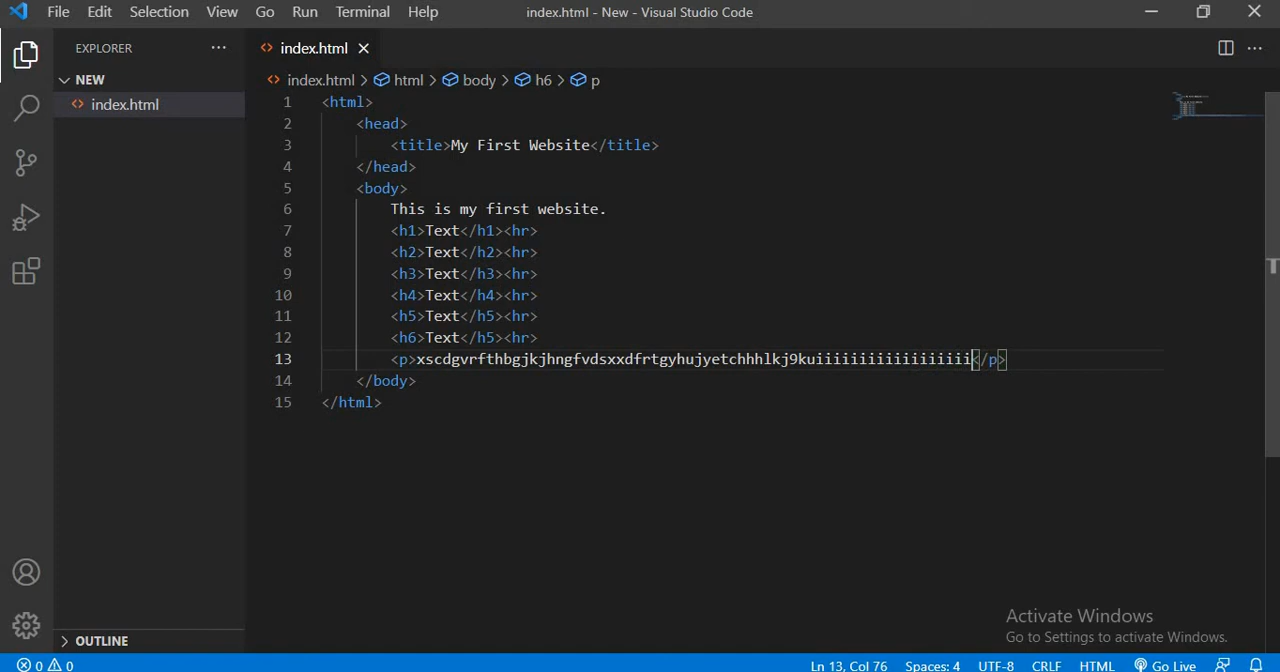 File Edit Selection View Go Run Terminal Help index.html - New - Visual Studio Code
EXPLORER ··· index.html
NEW index.html > html > body > h6 > p
index.html
1 <html>
2 <head>
3 <title>My First Website</title>
4 </head>
5 <body>
6 This is my first website.
7 <h1>Text</h1><hr>
8 <h2>Text</h2><hr>
9 <h3>Text</h3><hr>
10 <h4>Text</h4><hr>
11 <h5>Text</h5><hr>
12 <h6>Text</h5><hr>
13 <p>xscdgvrfthbgjkjhngfvdsxxdfrtgyhujyetchhhlkj9kuiiiiiiiiiiiiiiiiii</p>
14 </body>
15 </html>
Activate Windows
Go to Settings to activate Windows.
OUTLINE
0 0 Ln 13, Col 76 Spaces: 4 UTF-8 CRLF HTML Go Live